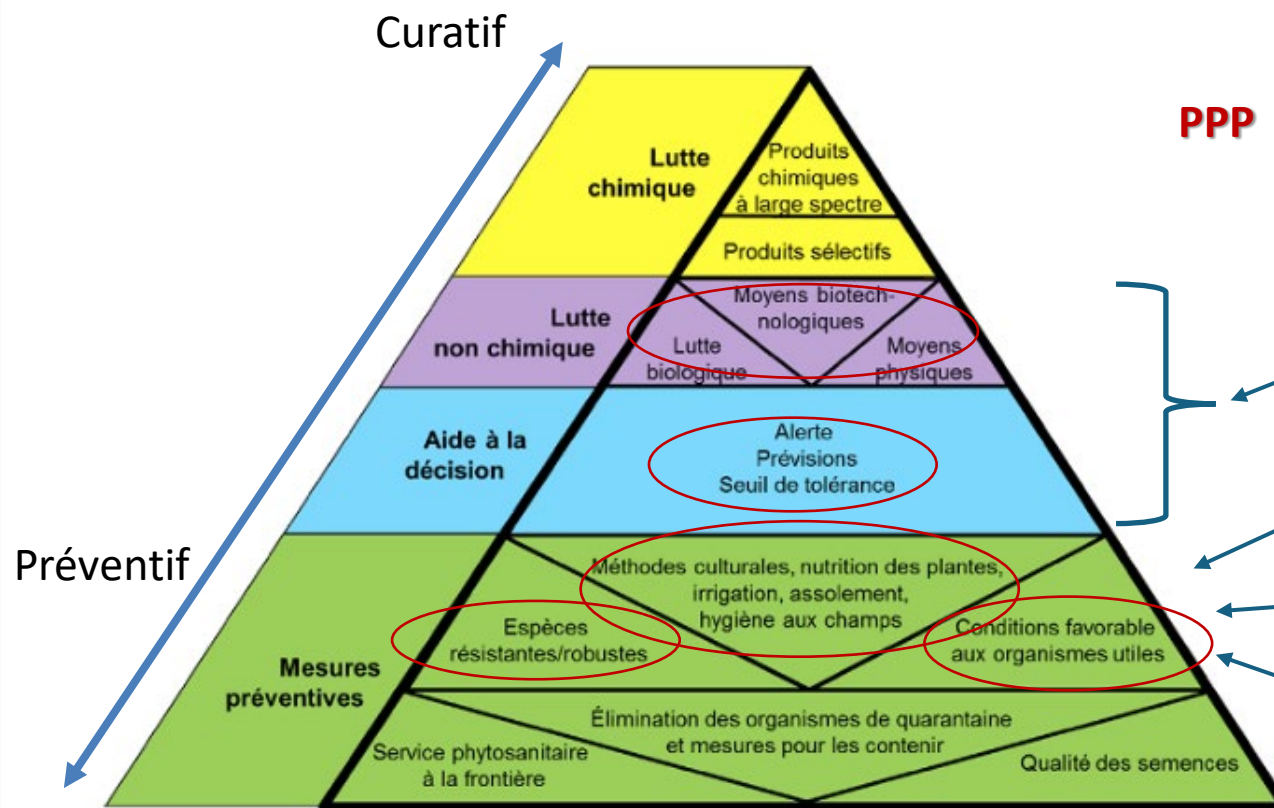 Curatif
PPP
Lutte
chimique
Produits
chimiques
à large spectre
Produits sélectifs
Lutte
non chimique
Moyens biotech-
nologiques
Lutte
biologique
Moyens
physiques
Aide à la
décision
Alerte
Prévisions
Seuil de tolérance
Préventif
Mesures
préventives
Méthodes culturales, nutrition des plantes,
irrigation, assolement,
hygiène aux champs
Espèces
résistantes/robustes
Conditions favorable
aux organismes utiles
Élimination des organismes de quarantaine
et mesures pour les contenir
Service phytosanitaire
à la frontière
Qualité des semences